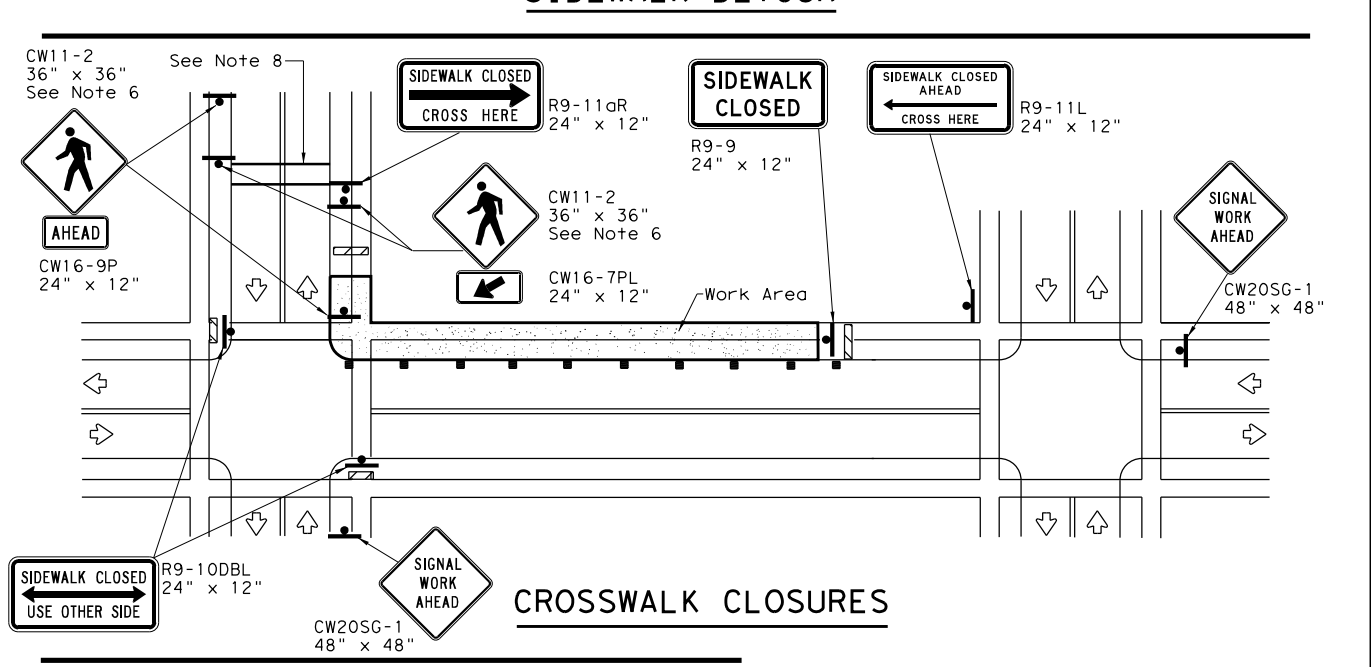 SIDEWALK DETOUR
CW11-2
36" x 36"
See Note 6
See Note 8
AHEAD
CW16-9P
24" x 12"
SIDEWALK CLOSED
CROSS HERE
R9-11aR
24" x 12"
SIDEWALK
CLOSED
R9-9
24" x 12"
SIDEWALK CLOSED
AHEAD
CROSS HERE
R9-11L
24" x 12"
CW11-2
36" x 36"
See Note 6
CW16-7PL
24" x 12"
Work Area
SIGNAL
WORK
AHEAD
CW20SG-1
48" x 48"
SIDEWALK CLOSED
USE OTHER SIDE
R9-10DBL
24" x 12"
SIGNAL
WORK
AHEAD
CW20SG-1
48" x 48"
CROSSWALK CLOSURES